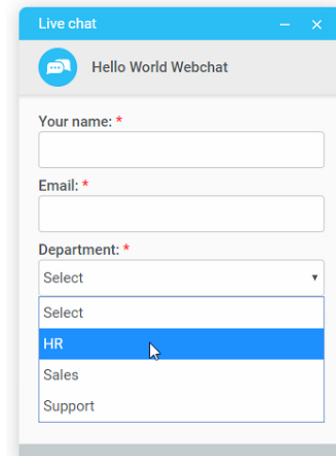 Live chat
Hello World Webchat
Your name: *
Email: *
Department: *
Select
Select
HR
Sales
Support